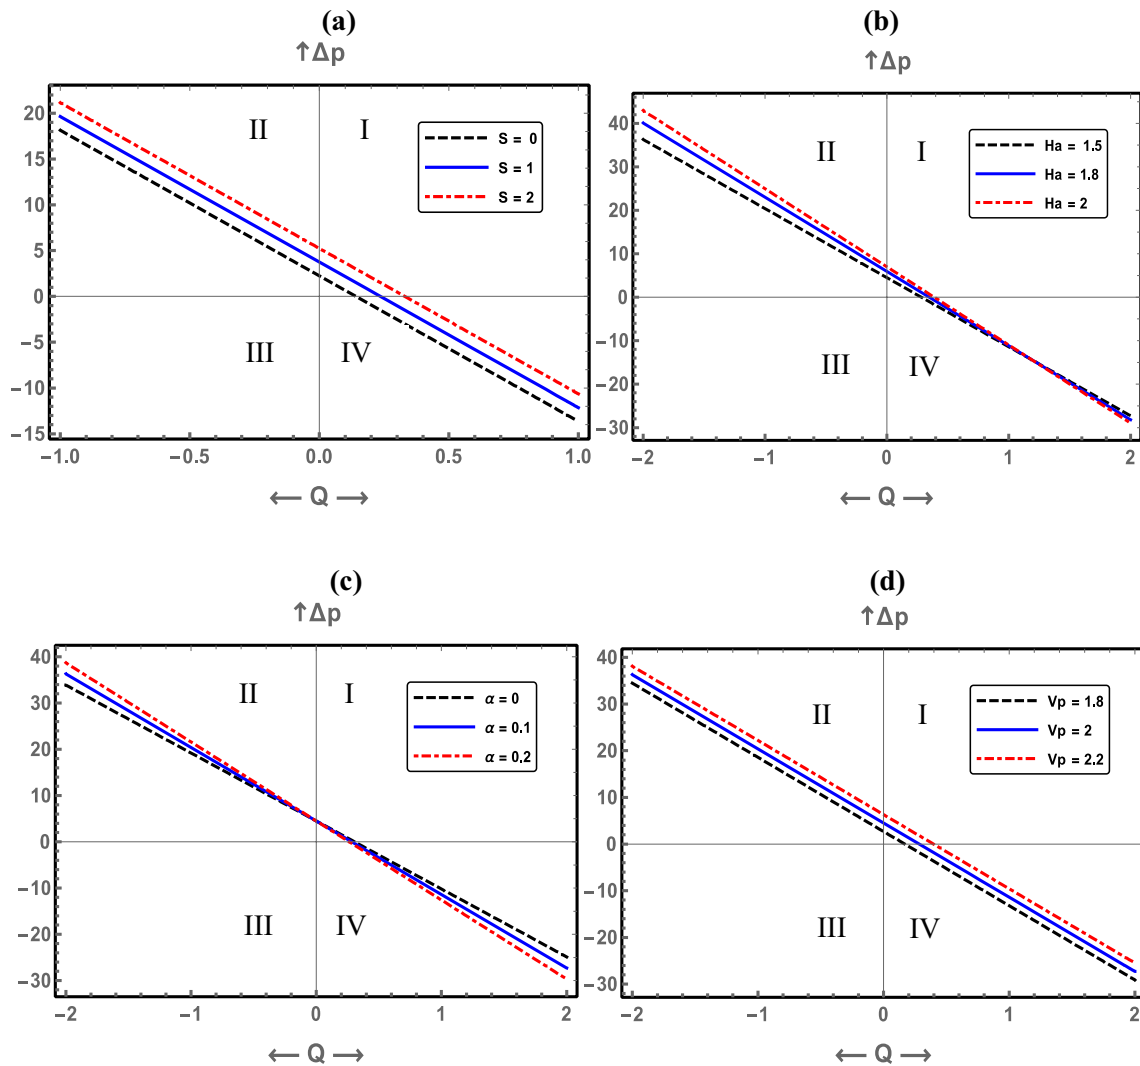 (a)
↑Δp
II
I
S = 0
S = 1
S = 2
III
IV
20
15
10
5
0
−5
−10
−15
−1.0
−0.5
0.0
0.5
1.0
← Q →
(b)
↑Δp
II
I
Ha = 1.5
Ha = 1.8
Ha = 2
III
IV
40
30
20
10
0
−10
−20
−30
−2
−1
0
1
2
← Q →
(c)
↑Δp
II
I
α = 0
α = 0.1
α = 0.2
III
IV
40
30
20
10
0
−10
−20
−30
−2
−1
0
1
2
← Q →
(d)
↑Δp
II
I
Vp = 1.8
Vp = 2
Vp = 2.2
III
IV
40
30
20
10
0
−10
−20
−30
−2
−1
0
1
2
← Q →